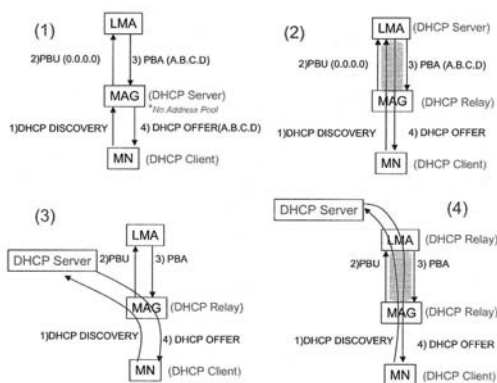 (1)
LMA
2)PBU (0.0.0.0)
3) PBA (A.B.C.D)
MAG
(DHCP Server)
*No Address Pool
1)DHCP DISCOVERY
4) DHCP OFFER(A.B.C.D)
MN
(DHCP Client)
(2)
LMA
(DHCP Server)
2)PBU (0.0.0.0)
3) PBA (A.B.C.D)
MAG
(DHCP Relay)
1)DHCP DISCOVERY
4) DHCP OFFER
MN
(DHCP Client)
(3)
LMA
DHCP Server
2)PBU
3) PBA
MAG
(DHCP Relay)
1)DHCP DISCOVERY
4) DHCP OFFER
MN
(DHCP Client)
(4)
DHCP Server
LMA
(DHCP Relay)
2)PBU
3) PBA
MAG
(DHCP Relay)
1)DHCP DISCOVERY
4) DHCP OFFER
MN
(DHCP Client)